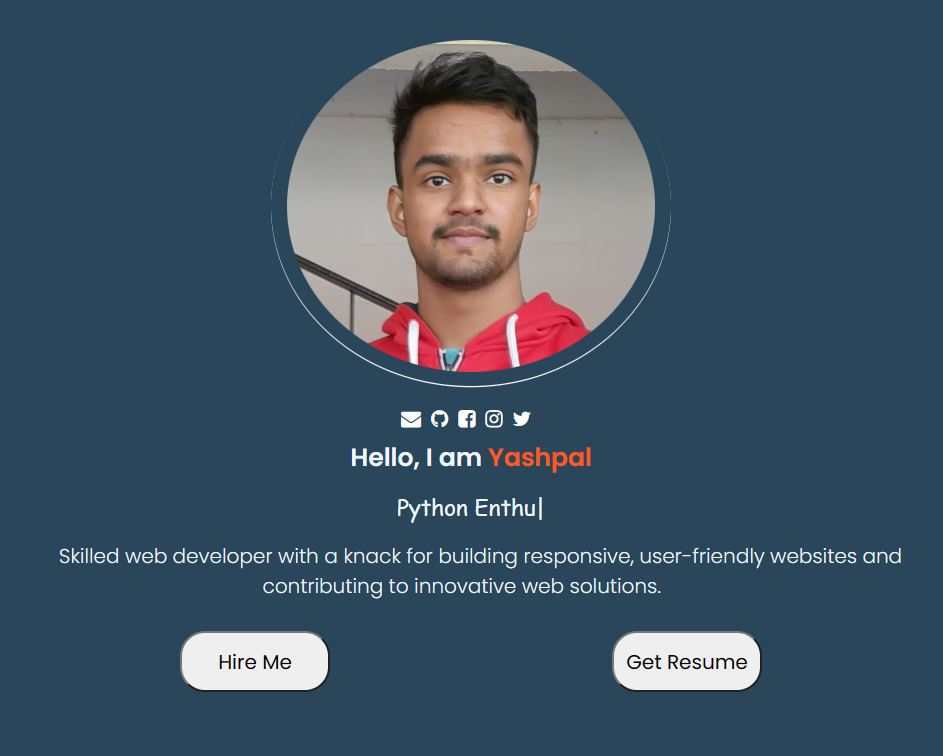 Hello, I am Yashpal
Python Enthu|
Skilled web developer with a knack for building responsive, user-friendly websites and
contributing to innovative web solutions.
Hire Me
Get Resume